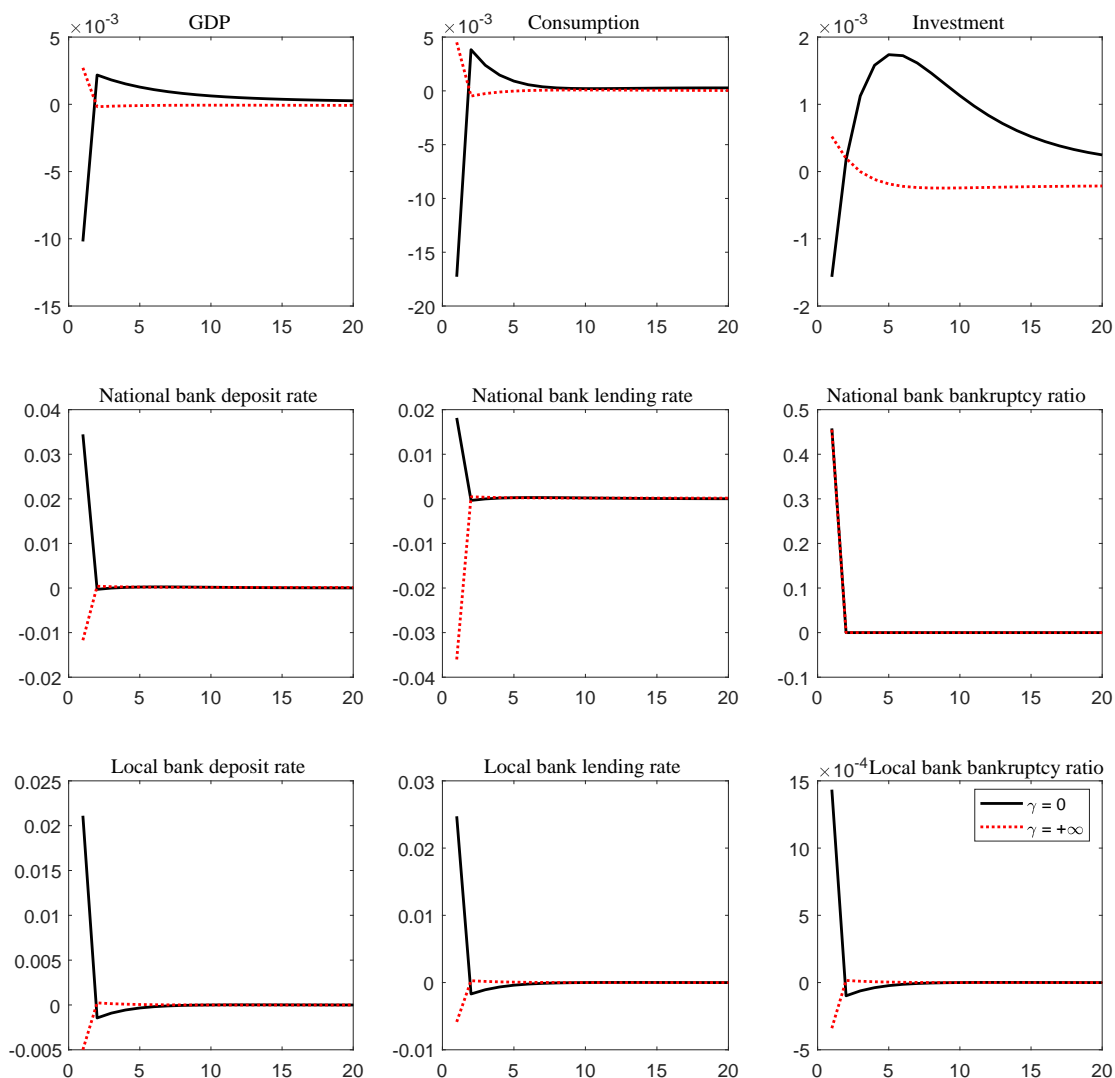 GDP
×10-3
5
0
-5
-10
-15
0 5 10 15 20
Consumption
×10-3
5
0
-5
-10
-15
-20
0 5 10 15 20
Investment
×10-3
2
1
0
-1
-2
0 5 10 15 20
National bank deposit rate
0.04
0.03
0.02
0.01
0
-0.01
-0.02
0 5 10 15 20
National bank lending rate
0.02
0.01
0
-0.01
-0.02
-0.03
-0.04
0 5 10 15 20
National bank bankruptcy ratio
0.5
0.4
0.3
0.2
0.1
0
-0.1
0 5 10 15 20
Local bank deposit rate
0.025
0.02
0.015
0.01
0.005
0
-0.005
0 5 10 15 20
Local bank lending rate
0.03
0.02
0.01
0
-0.01
0 5 10 15 20
×10-4 Local bank bankruptcy ratio
15
10
5
0
-5
0 5 10 15 20
γ = 0
γ = +∞